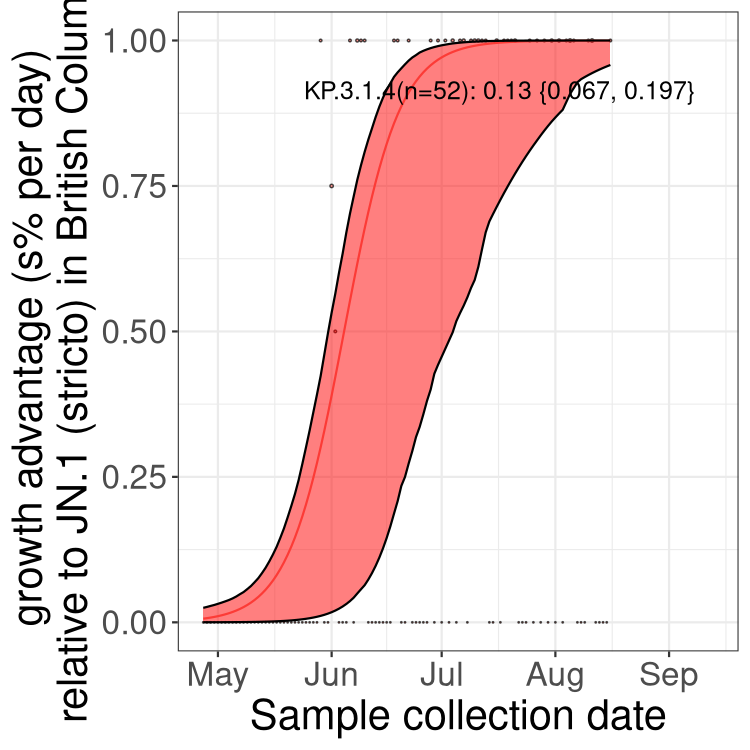 growth advantage (s% per day)
relative to JN.1 (stricto) in British Colum
1.00
0.75
0.50
0.25
0.00
KP.3.1.4(n=52): 0.13 {0.067, 0.197}
May Jun Jul Aug Sep
Sample collection date